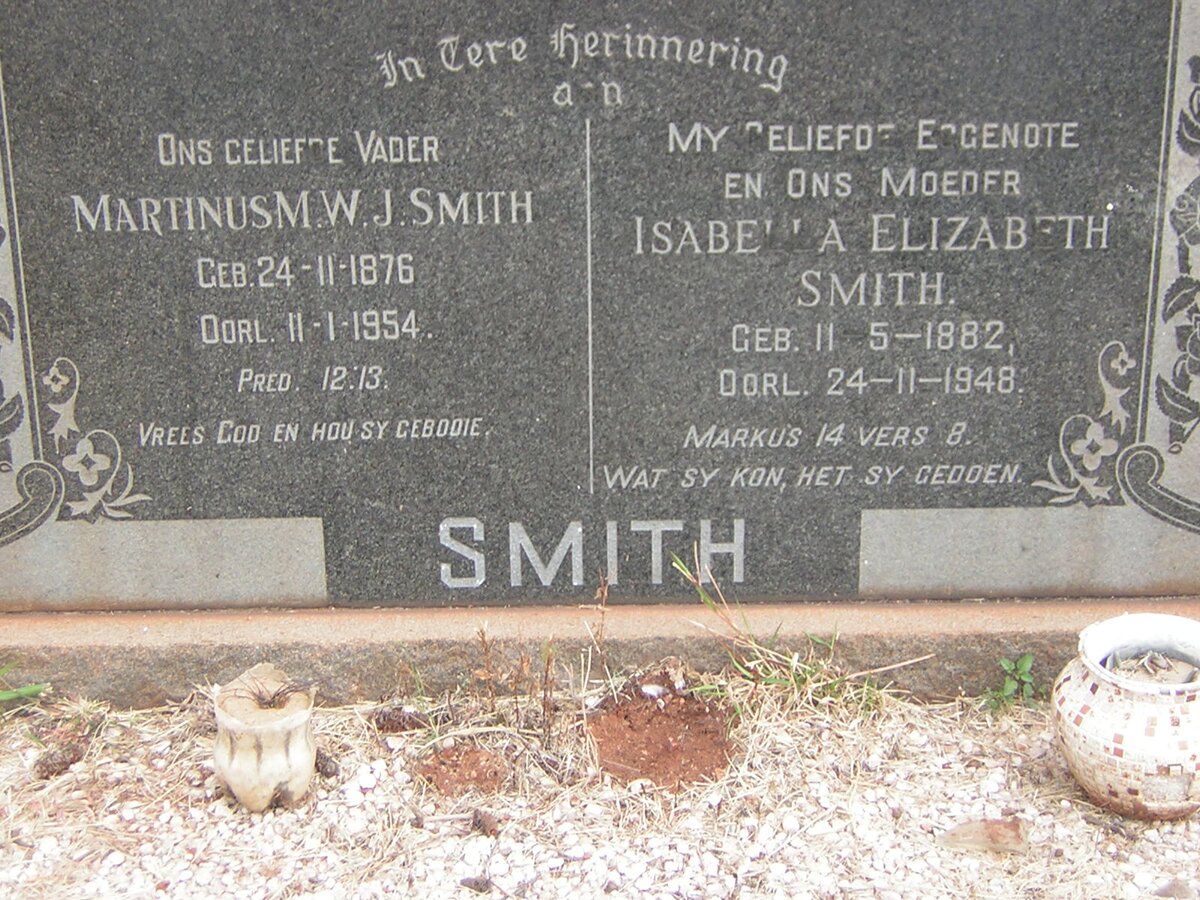 In Tere Herinnering
aan
Ons geliefde Vader
Martinus M.W.J. Smith
Geb. 24-11-1876
Oorl. 11-1-1954.
Pred. 12:13.
Vrees God en hou sy gebooie.
My geliefde Eggenote
en Ons Moeder
Isabella Elizabeth
Smith.
Geb. 11-5-1882,
Oorl. 24-11-1948.
Markus 14 vers 8.
Wat sy kon, het sy gedoen.
SMITH